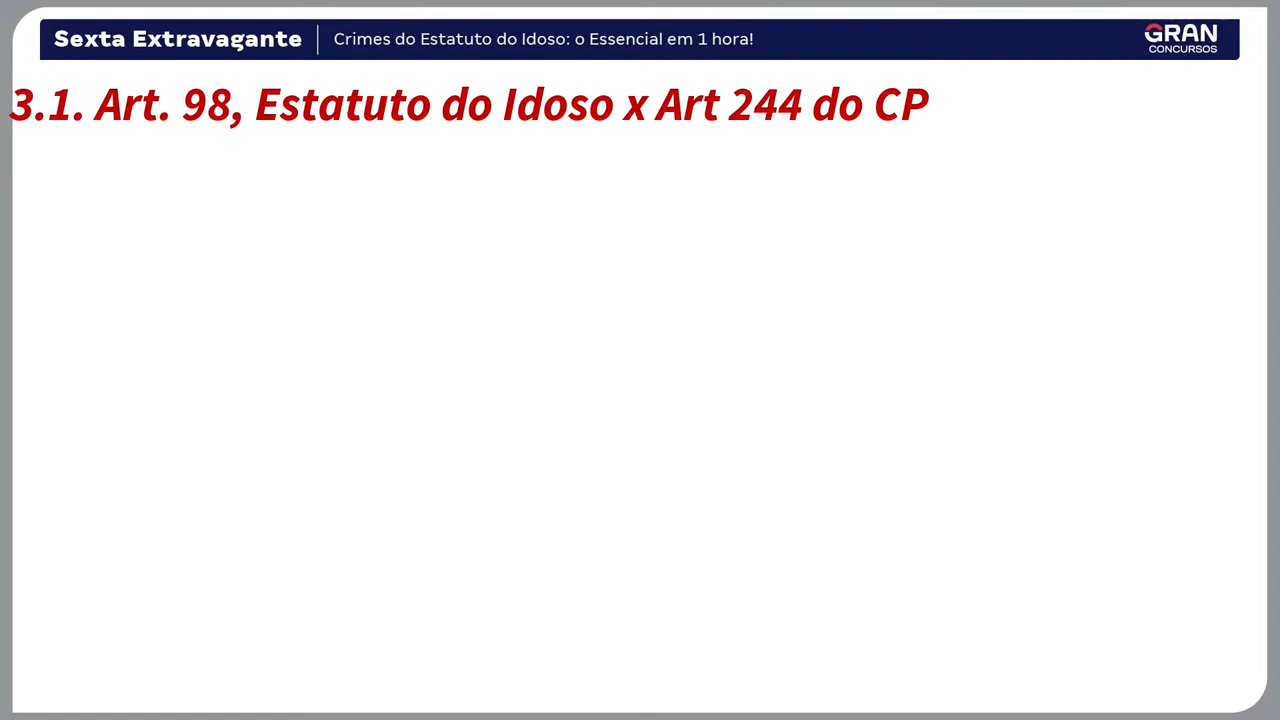 Sexta Extravagante
Crimes do Estatuto do Idoso: o Essencial em 1 hora!
GRAN
CONCURSOS
3.1. Art. 98, Estatuto do Idoso x Art 244 do CP